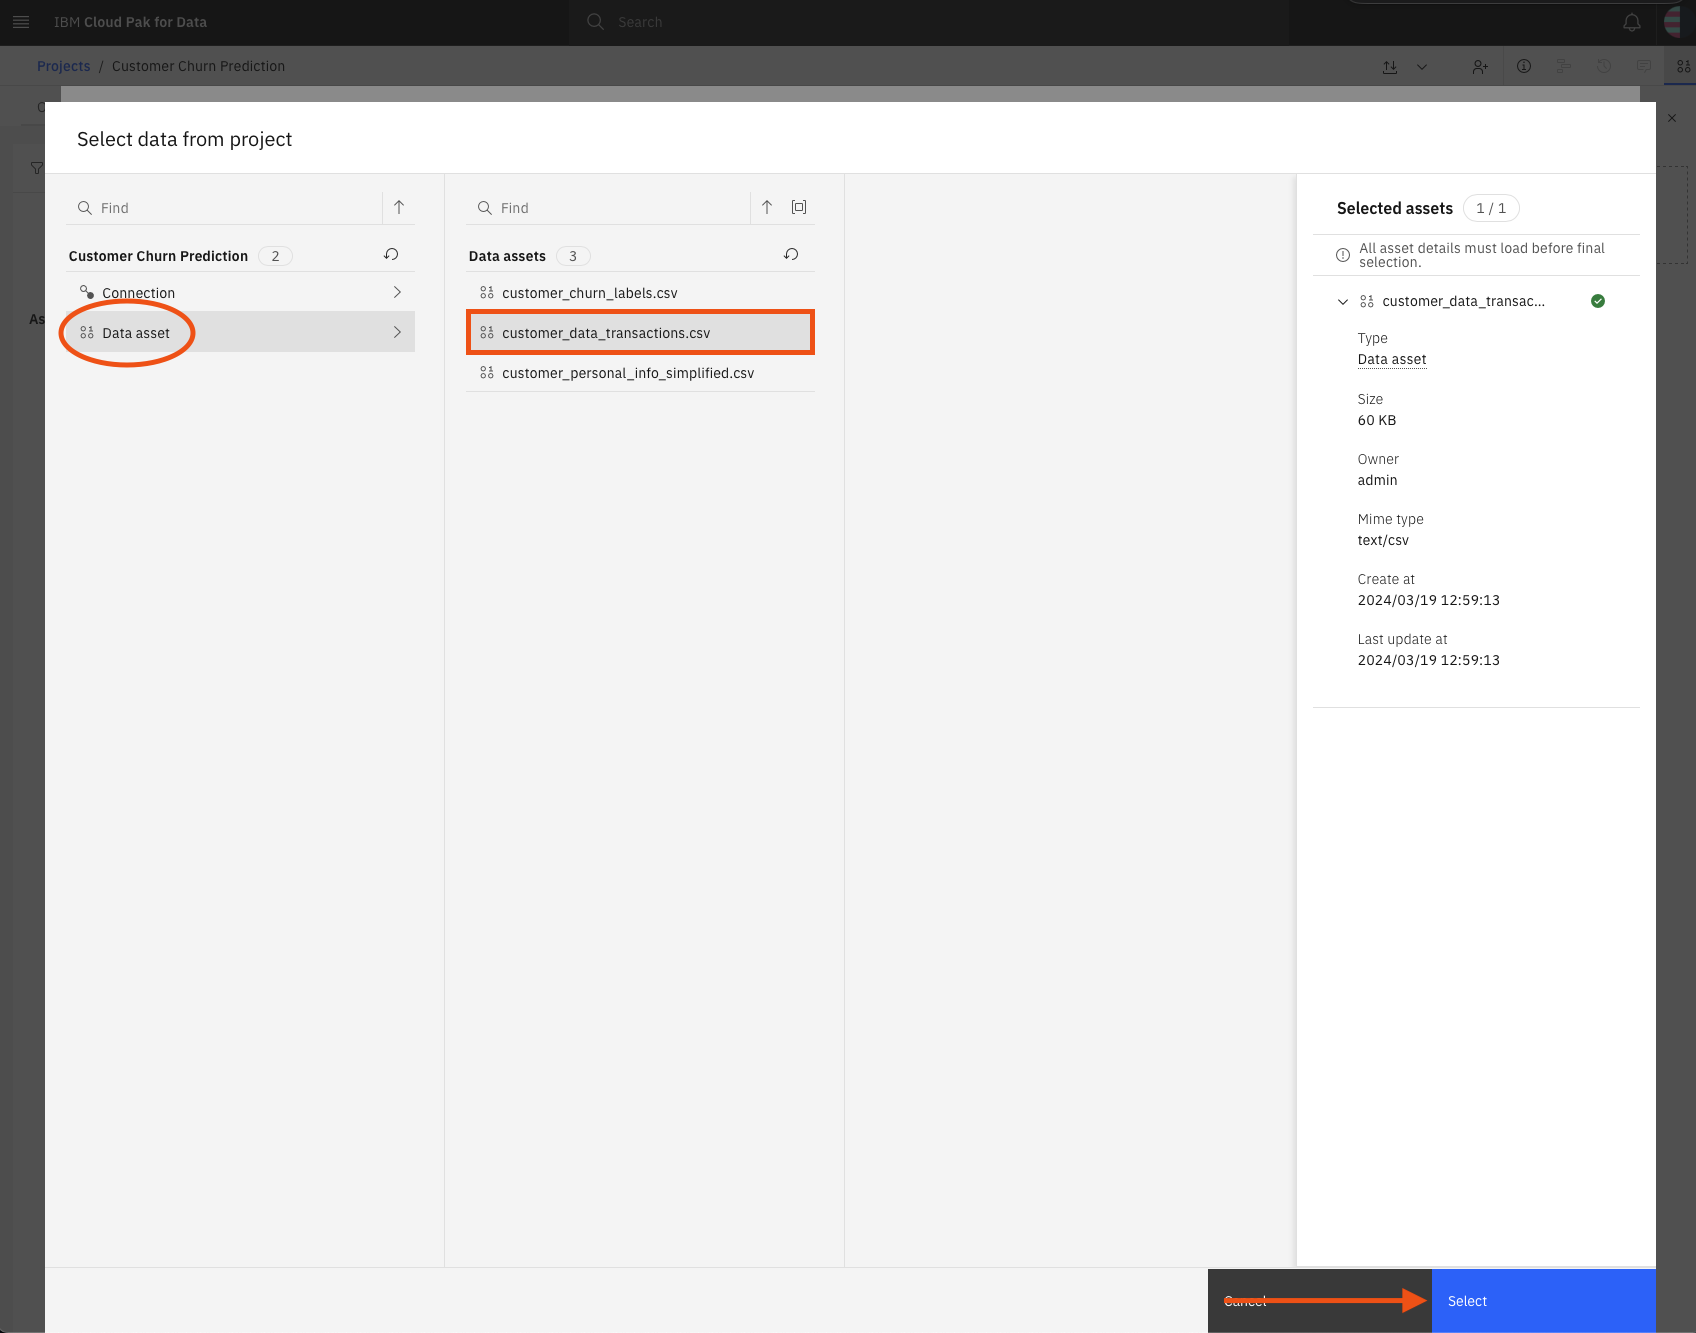 IBM Cloud Pak for Data
Search
Projects / Customer Churn Prediction
Select data from project
Find
Customer Churn Prediction 2
Connection
Data asset
Find
Data assets 3
customer_churn_labels.csv
customer_data_transactions.csv
customer_personal_info_simplified.csv
Selected assets 1 / 1
All asset details must load before final
selection.
customer_data_transac...
Type
Data asset
Size
60 KB
Owner
admin
Mime type
text/csv
Create at
2024/03/19 12:59:13
Last update at
2024/03/19 12:59:13
Cancel
Select